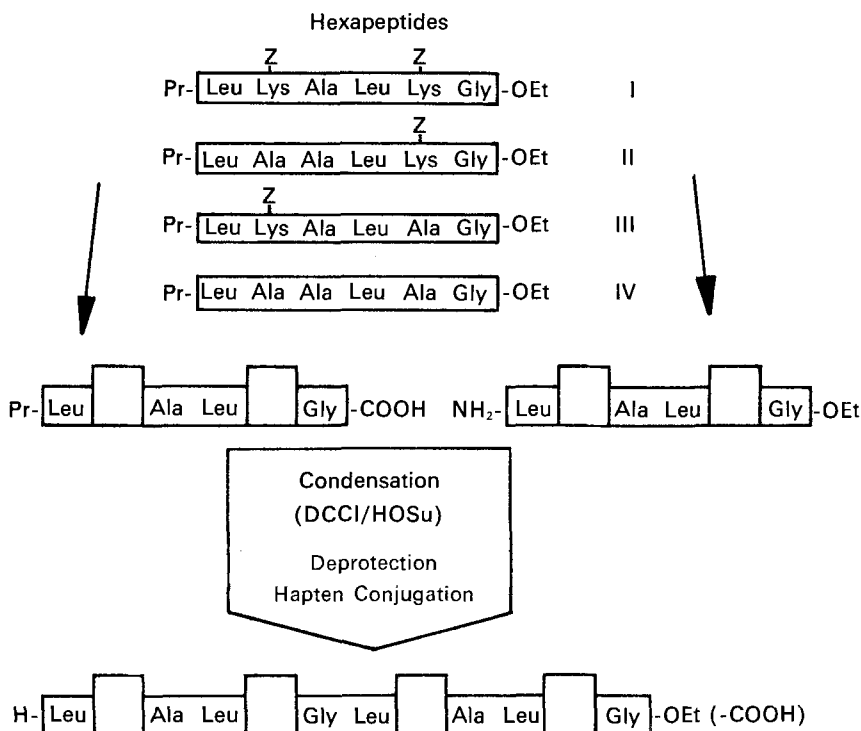 Hexapeptides
Z Z
Pr- Leu Lys Ala Leu Lys Gly -OEt I
Z
Pr- Leu Ala Ala Leu Lys Gly -OEt II
Z
Pr- Leu Lys Ala Leu Ala Gly -OEt III
Pr- Leu Ala Ala Leu Ala Gly -OEt IV
Pr- Leu Ala Leu Gly -COOH NH₂- Leu Ala Leu Gly -OEt
Condensation
(DCCI/HOSu)
Deprotection
Hapten Conjugation
H- Leu Ala Leu Gly Leu Ala Leu Gly -OEt (-COOH)